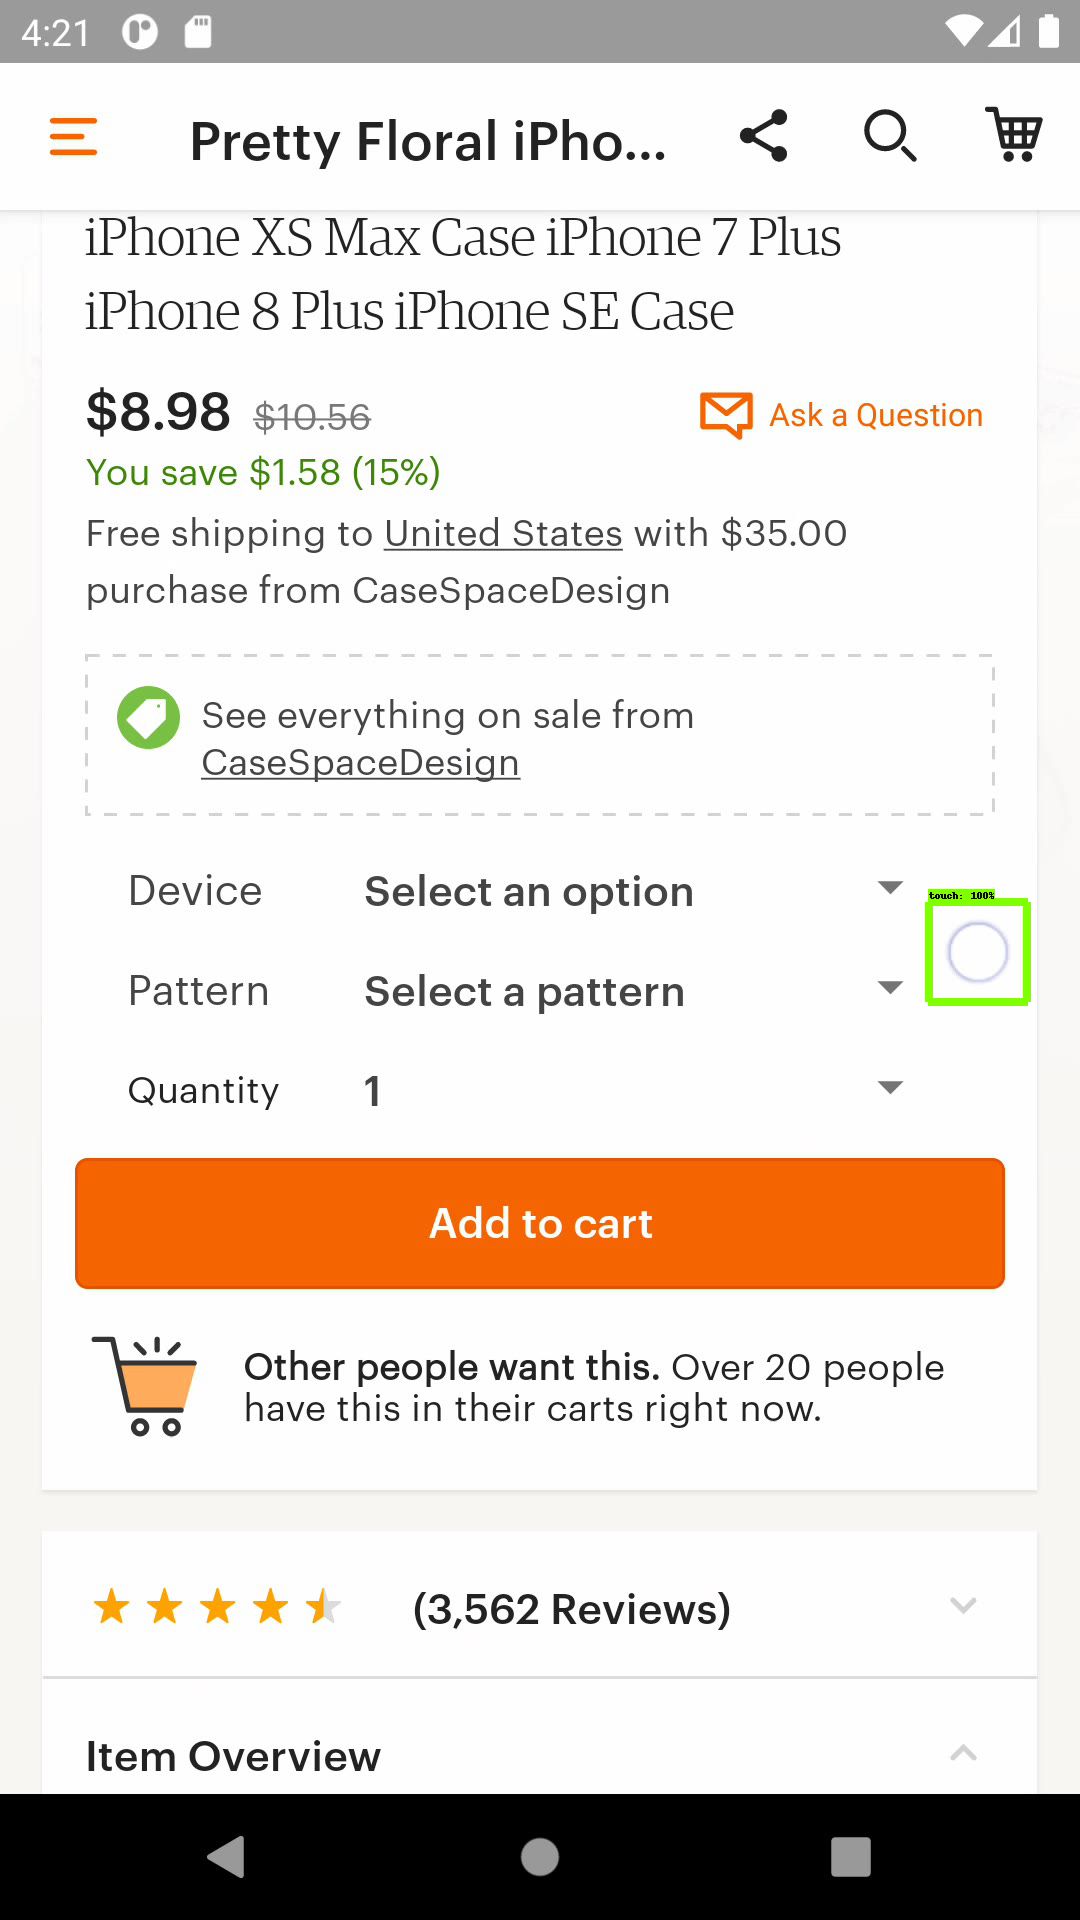 4:21
Pretty Floral iPho...
iPhone XS Max Case iPhone 7 Plus
iPhone 8 Plus iPhone SE Case
$8.98 $10.56
Ask a Question
You save $1.58 (15%)
Free shipping to United States with $35.00
purchase from CaseSpaceDesign
See everything on sale from
CaseSpaceDesign
Device Select an option
touch: 100%
Pattern Select a pattern
Quantity 1
Add to cart
Other people want this. Over 20 people
have this in their carts right now.
(3,562 Reviews)
Item Overview